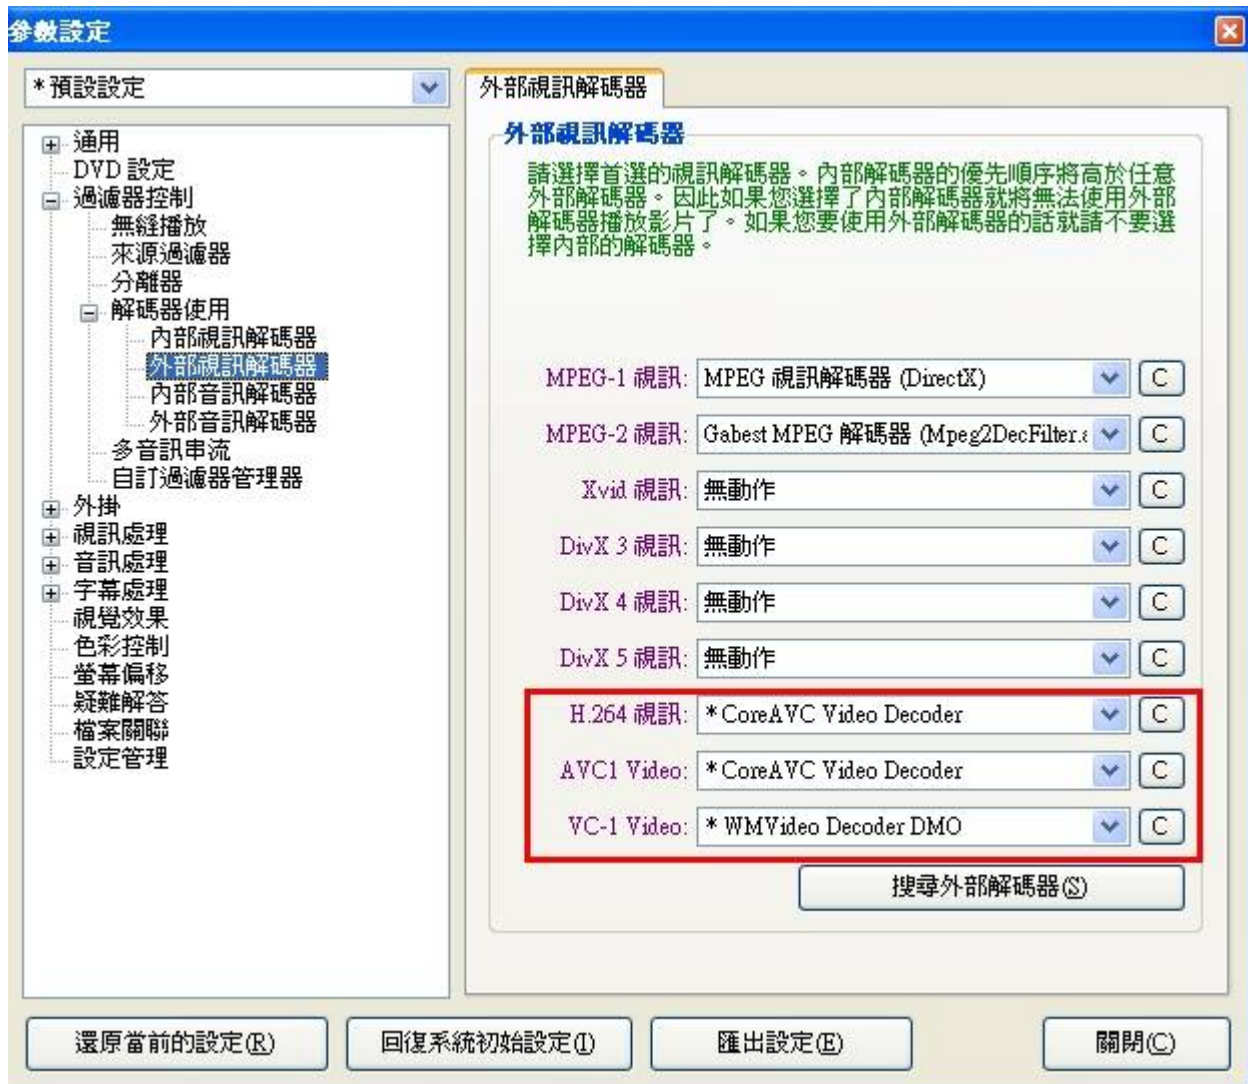 參數設定
*預設設定
通用
DVD 設定
過濾器控制
無縫播放
來源過濾器
分離器
解碼器使用
內部視訊解碼器
外部視訊解碼器
內部音訊解碼器
外部音訊解碼器
多音訊串流
自訂過濾器管理器
外掛
視訊處理
音訊處理
字幕處理
視覺效果
色彩控制
螢幕偏移
疑難解答
檔案關聯
設定管理
外部視訊解碼器
外部視訊解碼器
請選擇首選的視訊解碼器。內部解碼器的優先順序將高於任意
外部解碼器。因此如果您選擇了內部解碼器就將無法使用外部
解碼器播放影片了。如果您要使用外部解碼器的話就請不要選
擇內部的解碼器。
MPEG-1 視訊: MPEG 視訊解碼器 (DirectX) C
MPEG-2 視訊: Gabest MPEG 解碼器 (Mpeg2DecFilter.a C
Xvid 視訊: 無動作 C
DivX 3 視訊: 無動作 C
DivX 4 視訊: 無動作 C
DivX 5 視訊: 無動作 C
H.264 視訊: * CoreAVC Video Decoder C
AVC1 Video: * CoreAVC Video Decoder C
VC-1 Video: * WMVideo Decoder DMO C
搜尋外部解碼器(S)
還原當前的設定(R) 回復系統初始設定(I) 匯出設定(E) 關閉(C)